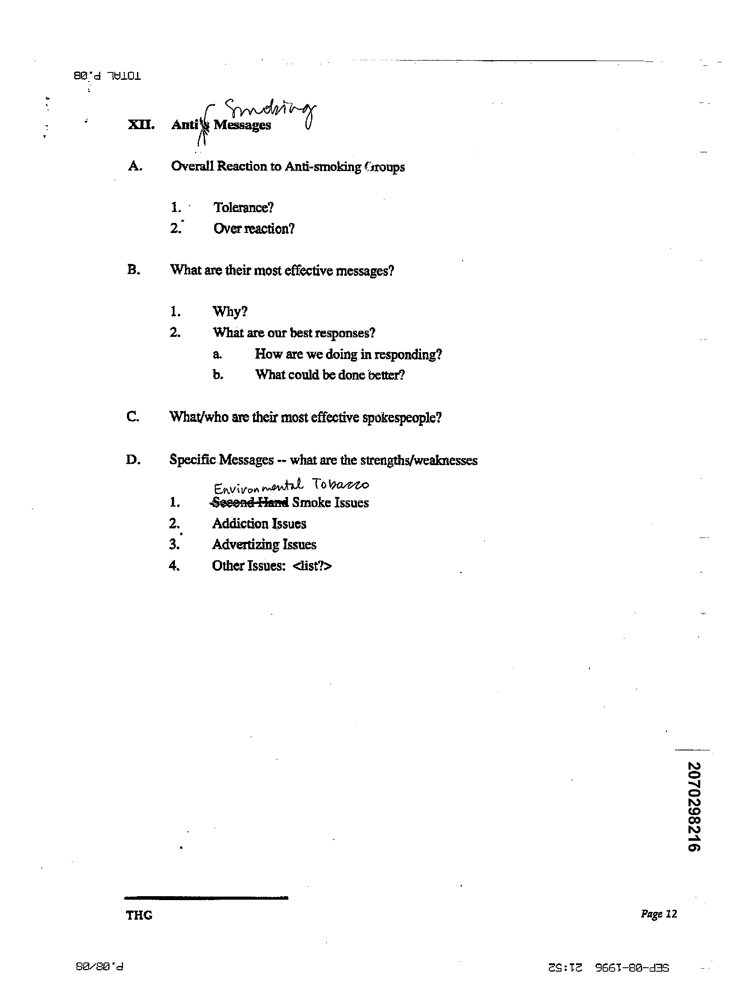 TOTAL P.08
Smoking
XII. Anti's Messages
A. Overall Reaction to Anti-smoking Groups
1. Tolerance?
2. Over reaction?
B. What are their most effective messages?
1. Why?
2. What are our best responses?
a. How are we doing in responding?
b. What could be done better?
C. What/who are their most effective spokespeople?
D. Specific Messages -- what are the strengths/weaknesses
Environmental Tobacco
1. Second Hand Smoke Issues
2. Addiction Issues
3. Advertizing Issues
4. Other Issues: <list?>
2070298216
THG Page 12
P.08/08 SEP-08-1996 21:52